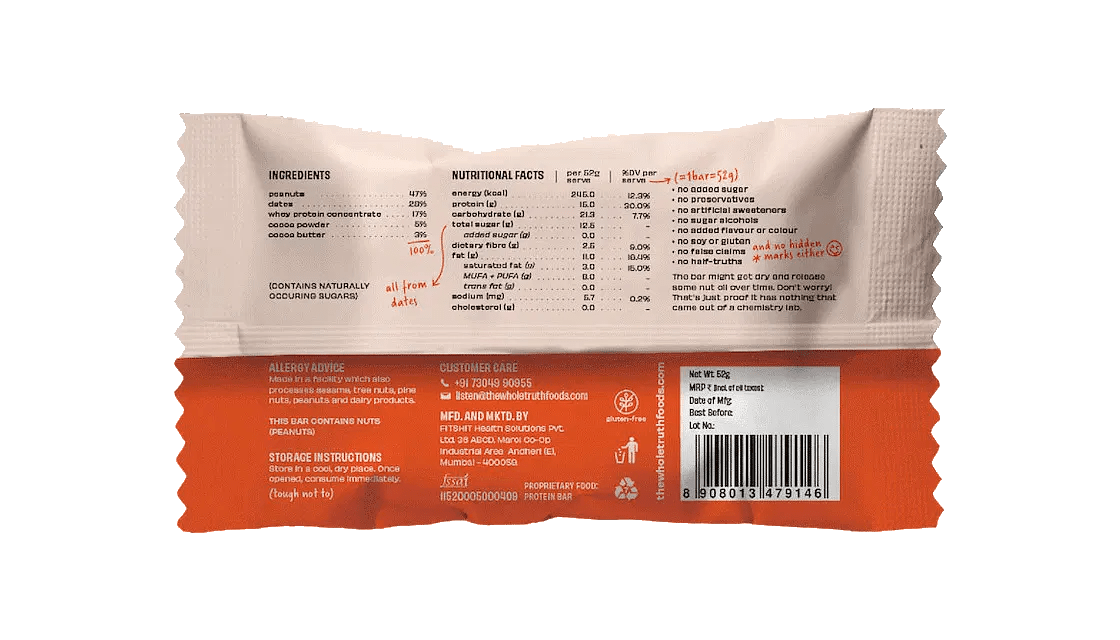 INGREDIENTS
peanuts 47%
dates 28%
whey protein concentrate 17%
cocoa powder 5%
cocoa butter 3%
100%
(CONTAINS NATURALLY
OCCURING SUGARS)
NUTRITIONAL FACTS | per 52g serve | %DV per serve
energy (kcal) 246.0 12.3%
protein (g) 15.0 30.0%
carbohydrate (g) 21.3 7.7%
total sugar (g) 12.5 -
added sugar (g) 0.0 -
dietary fibre (g) 2.5 9.0%
fat (g) 11.0 16.4%
saturated fat (g) 3.0 15.0%
MUFA + PUFA (g) 8.0 -
trans fat (g) 0.0 -
sodium (mg) 5.7 0.2%
cholesterol (g) 0.0 -
all from
dates
(=1bar=52g)
• no added sugar
• no preservatives
• no artificial sweeteners
• no sugar alcohols
• no added flavour or colour
• no soy or gluten
• no false claims
• no half-truths
and no hidden
* marks either
The bar might get dry and release
some nut oil over time. Don't worry!
That's just proof it has nothing that
came out of a chemistry lab.
ALLERGY ADVICE
Made in a facility which also
processes sesame, tree nuts, pine
nuts, peanuts and dairy products.
THIS BAR CONTAINS NUTS
(PEANUTS)
STORAGE INSTRUCTIONS
Store in a cool, dry place. Once
opened, consume immediately.
(tough not to)
CUSTOMER CARE
+91 73049 90955
listen@thewholetruthfoods.com
MFD. AND MKTD. BY
FITSHIT Health Solutions Pvt.
Ltd. 36 ABCD, Marol Co-Op
Industrial Area Andheri (E),
Mumbai - 400059.
fssai
11520005000409
PROPRIETARY FOOD:
PROTEIN BAR
gluten-free
7
thewholetruthfoods.com
Net Wt. 52g
MRP ₹ (Incl. of all taxes):
Date of Mfg:
Best Before:
Lot No.:
8 908013 479146